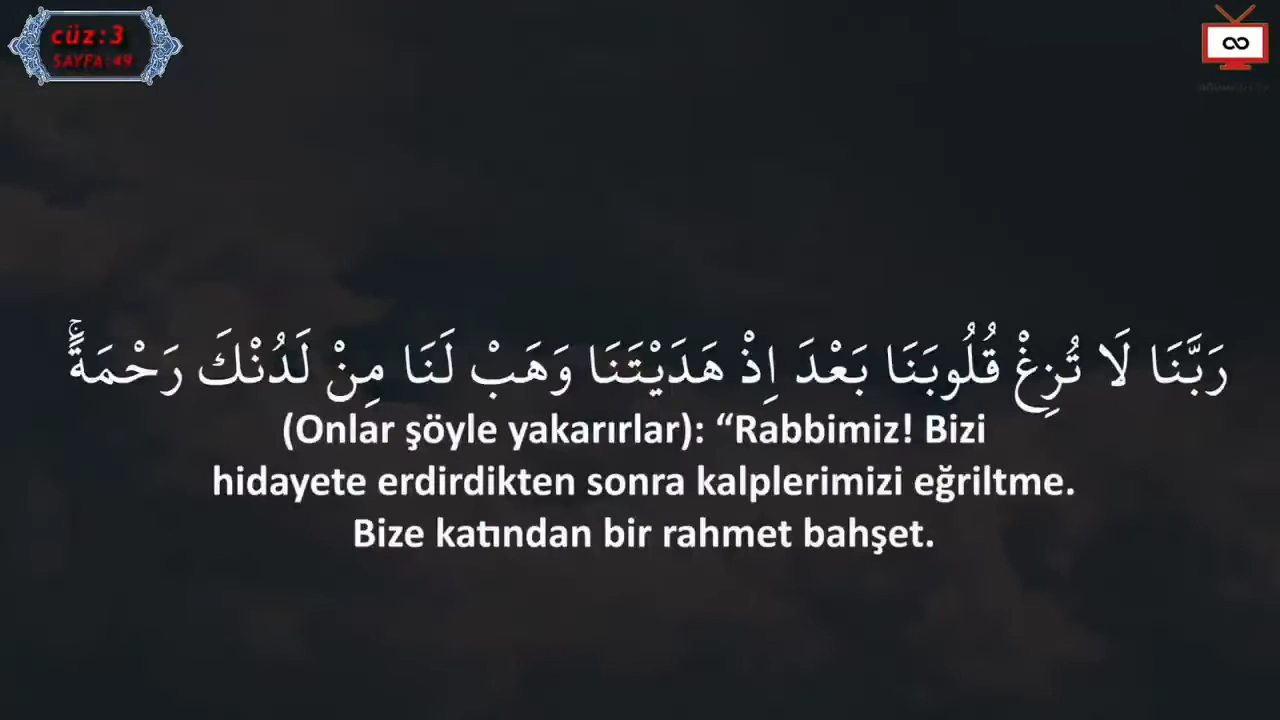 cüz:3
SAYFA:49
رَبَّنَا لَا تُزِغْ قُلُوبَنَا بَعْدَ اِذْ هَدَيْتَنَا وَهَبْ لَنَا مِنْ لَدُنْكَ رَحْمَةًۚ
(Onlar şöyle yakarırlar): “Rabbimiz! Bizi
hidayete erdirdikten sonra kalplerimizi eğriltme.
Bize katından bir rahmet bahşet.